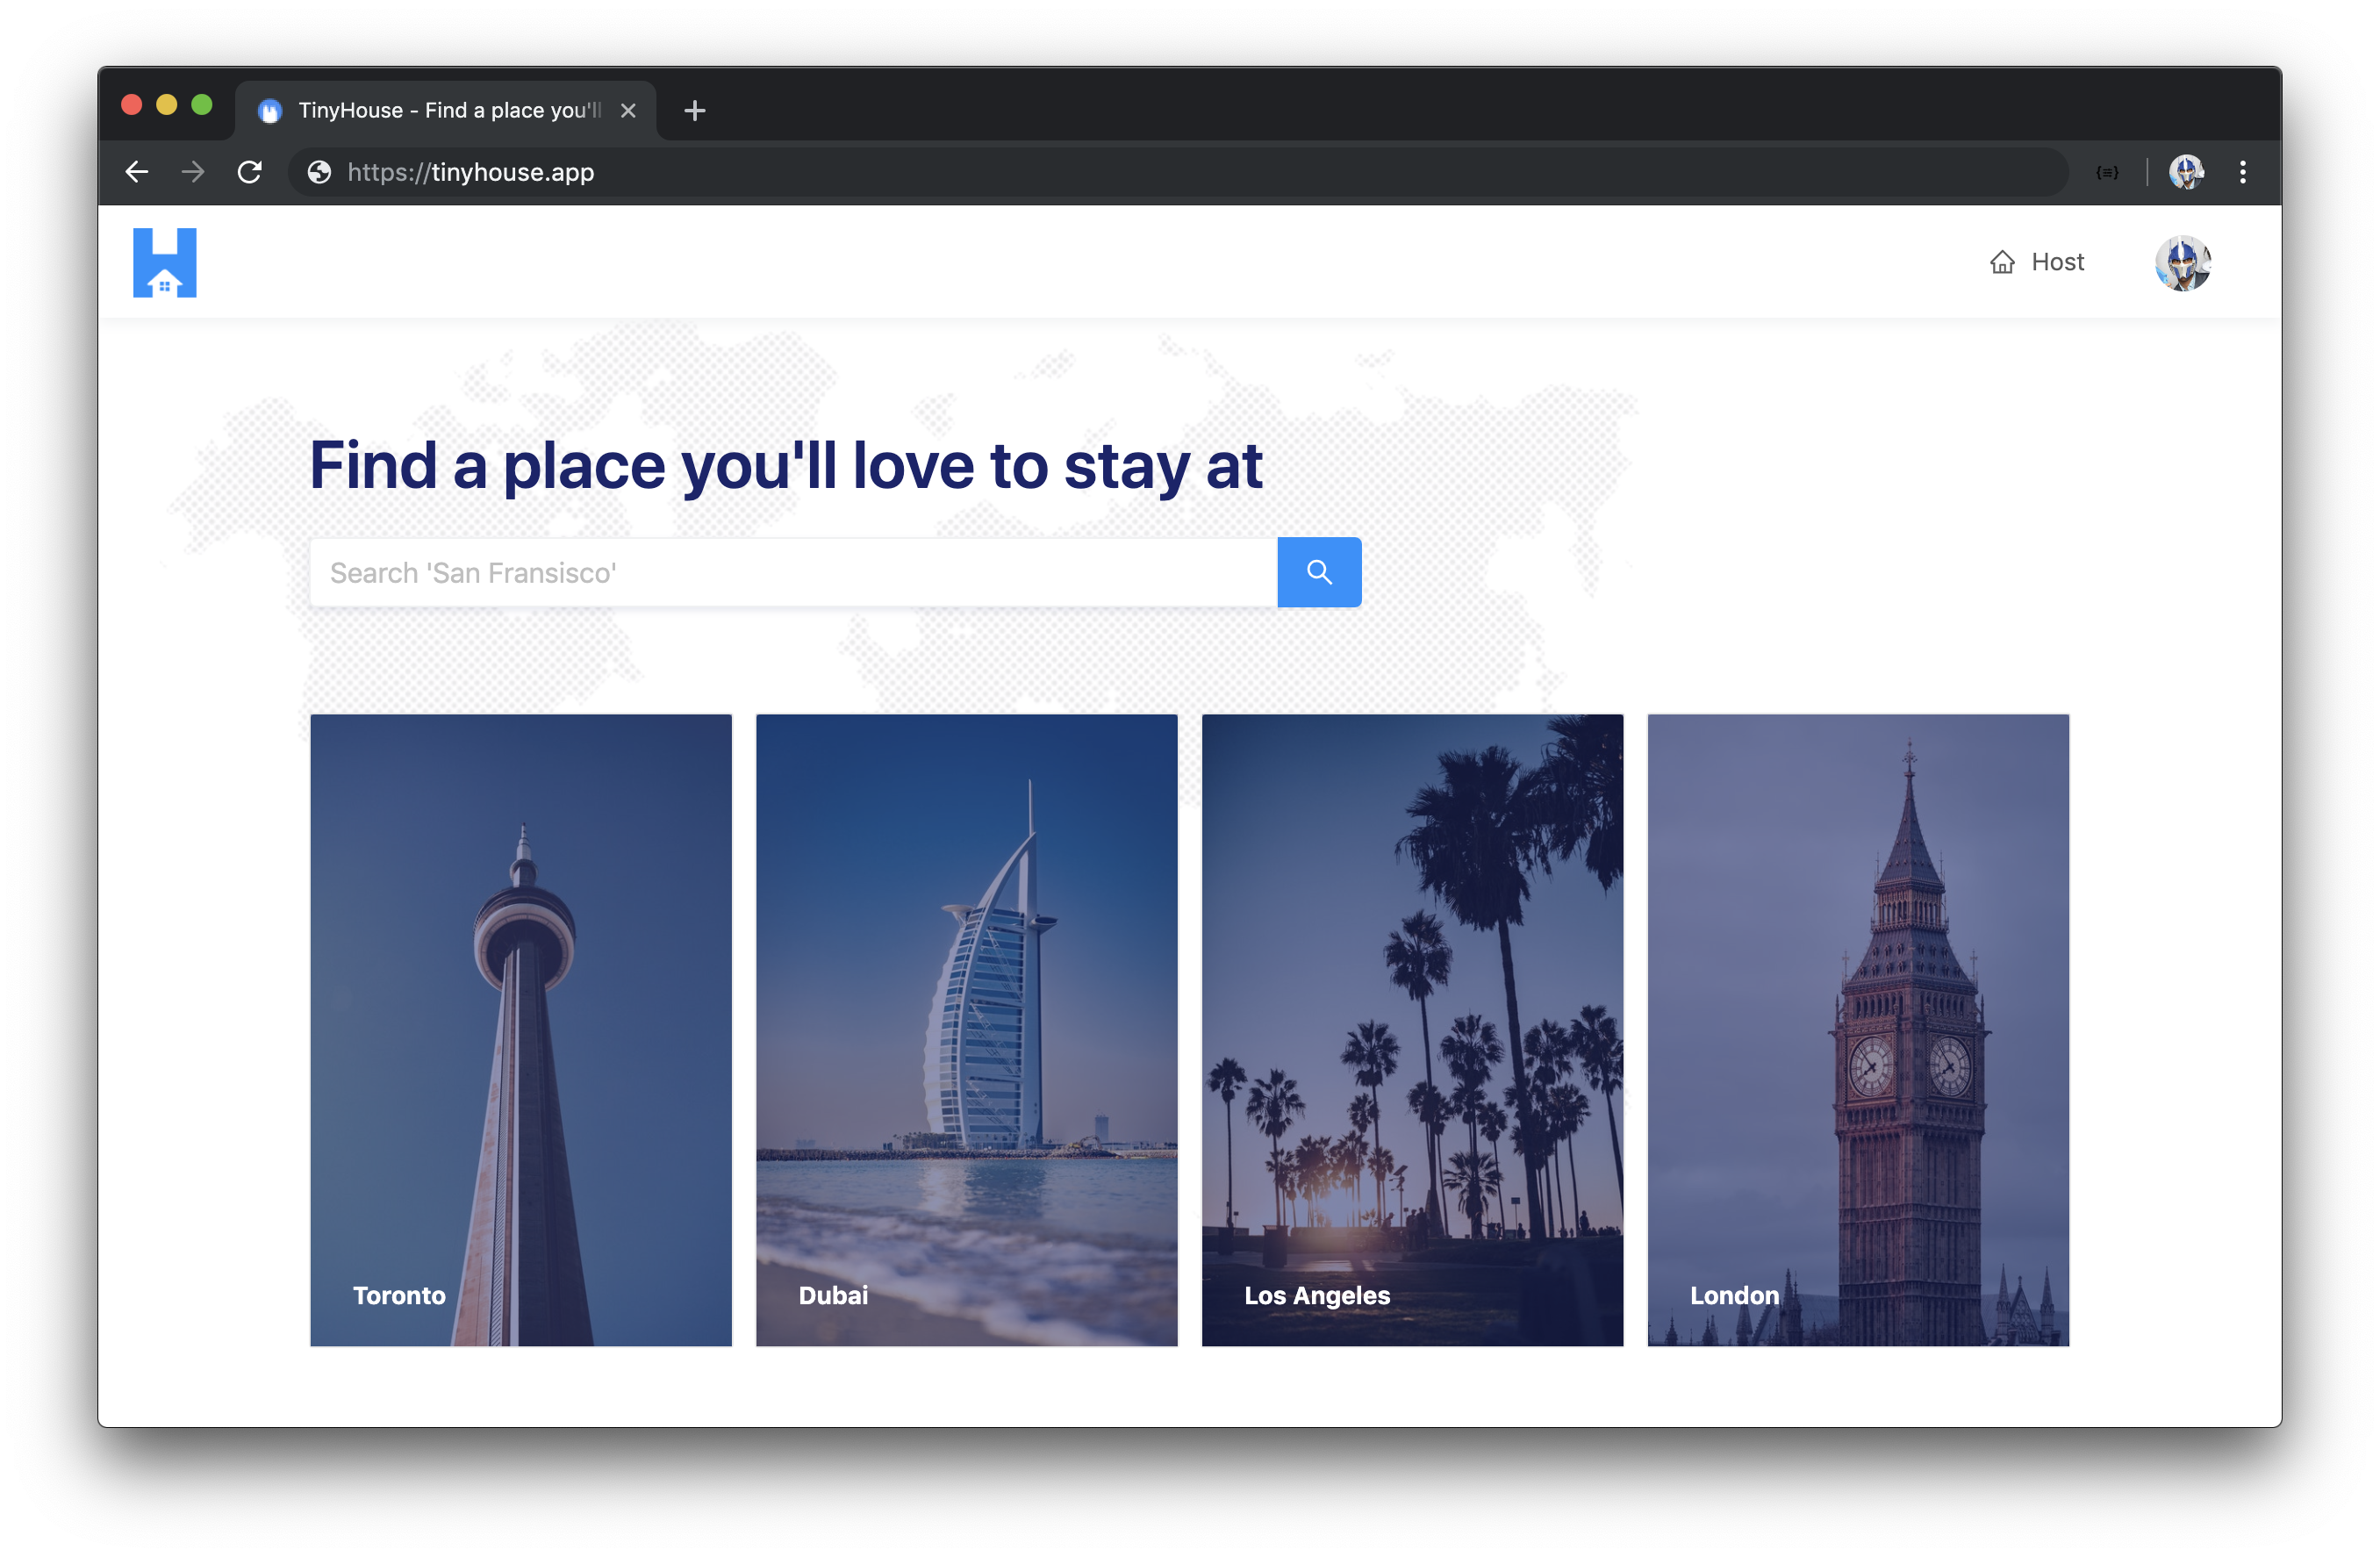 TinyHouse - Find a place you'll
https://tinyhouse.app
Host
Find a place you'll love to stay at
Search 'San Fransisco'
Toronto
Dubai
Los Angeles
London